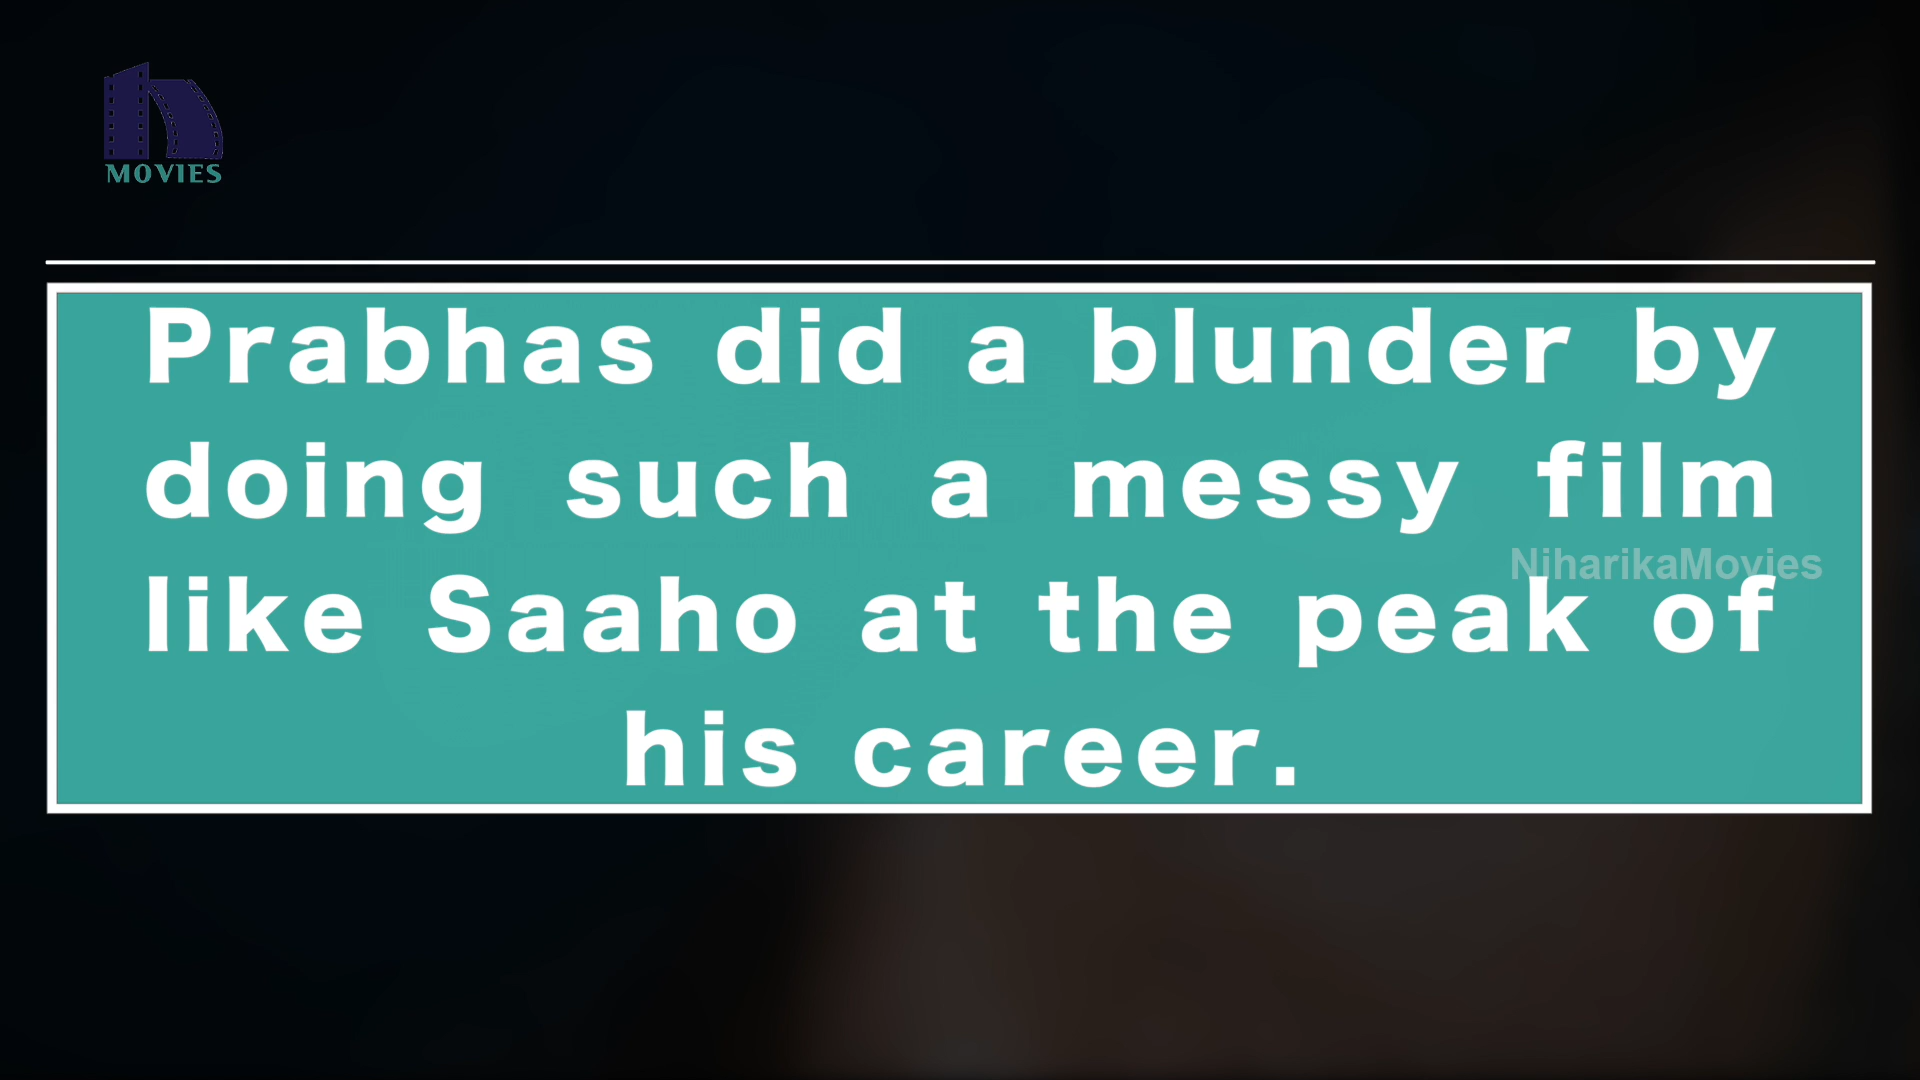 MOVIES
Prabhas did a blunder by
doing such a messy film
NiharikaMovies
like Saaho at the peak of
his career.